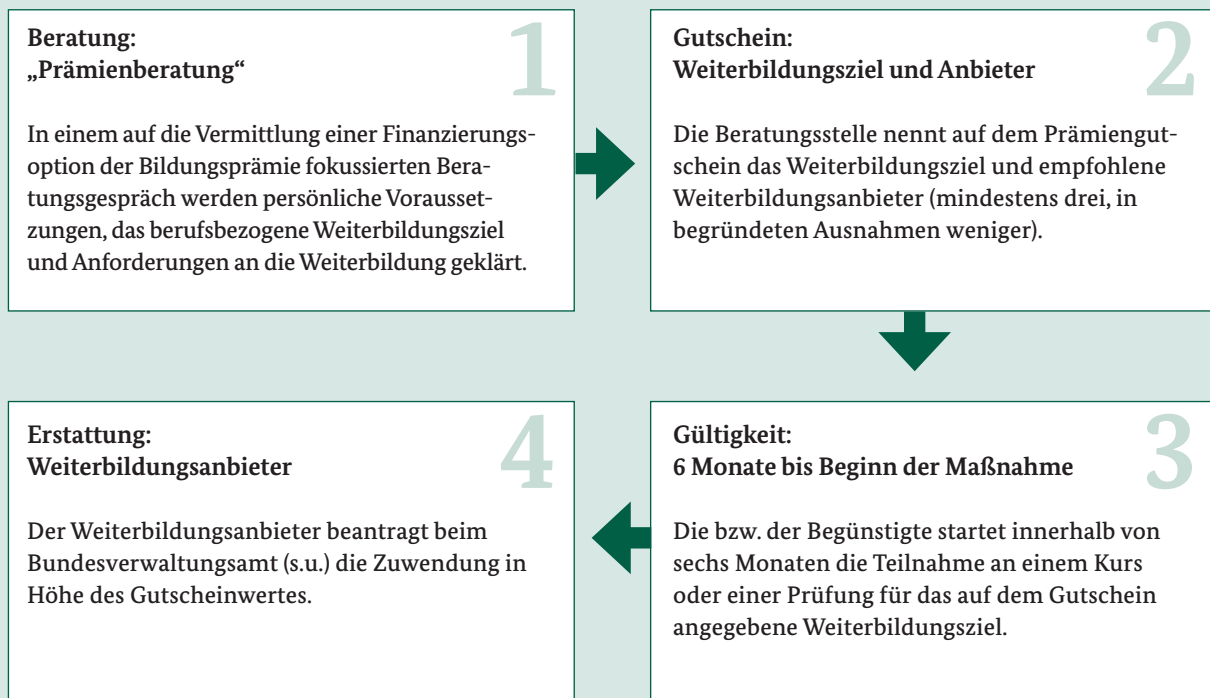 1
Beratung:
„Prämienberatung“
In einem auf die Vermittlung einer Finanzierungs-
option der Bildungsprämie fokussierten Bera-
tungsgespräch werden persönliche Vorausset-
zungen, das berufsbezogene Weiterbildungsziel
und Anforderungen an die Weiterbildung geklärt.
2
Gutschein:
Weiterbildungsziel und Anbieter
Die Beratungsstelle nennt auf dem Prämiengut-
schein das Weiterbildungsziel und empfohlene
Weiterbildungsanbieter (mindestens drei, in
begründeten Ausnahmen weniger).
3
Gültigkeit:
6 Monate bis Beginn der Maßnahme
Die bzw. der Begünstigte startet innerhalb von
sechs Monaten die Teilnahme an einem Kurs
oder einer Prüfung für das auf dem Gutschein
angegebene Weiterbildungsziel.
4
Erstattung:
Weiterbildungsanbieter
Der Weiterbildungsanbieter beantragt beim
Bundesverwaltungsamt (s.u.) die Zuwendung in
Höhe des Gutscheinwertes.